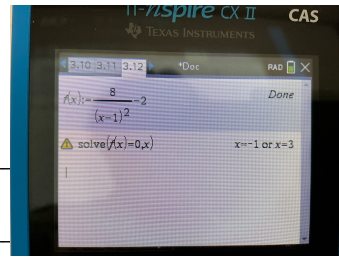 TI-nspire CX II CAS
TEXAS INSTRUMENTS
3.10 3.11 3.12 *Doc RAD
f(x):=8/(x-1)²-2 Done
solve(f(x)=0,x) x=-1 or x=3